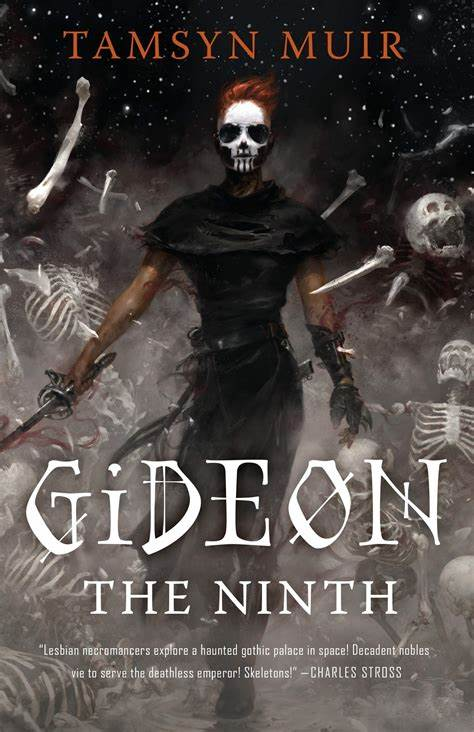 TAMSYN MUIR
GiDEON
THE NINTH
“Lesbian necromancers explore a haunted gothic palace in space! Decadent nobles
vie to serve the deathless emperor! Skeletons!” —CHARLES STROSS